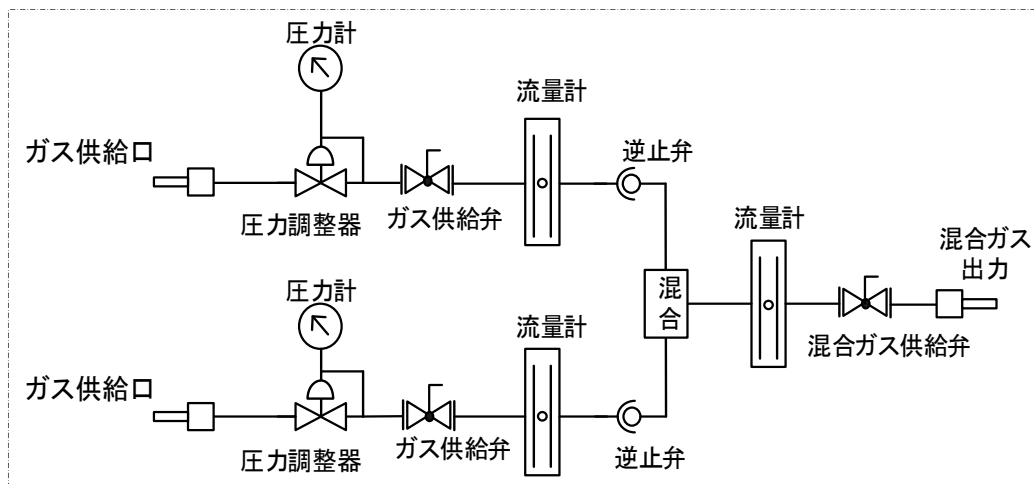 圧力計
流量計
ガス供給口
逆止弁
圧力調整器
ガス供給弁
流量計
混合ガス
出力
混
合
混合ガス供給弁
圧力計
流量計
ガス供給口
ガス供給弁
圧力調整器
逆止弁